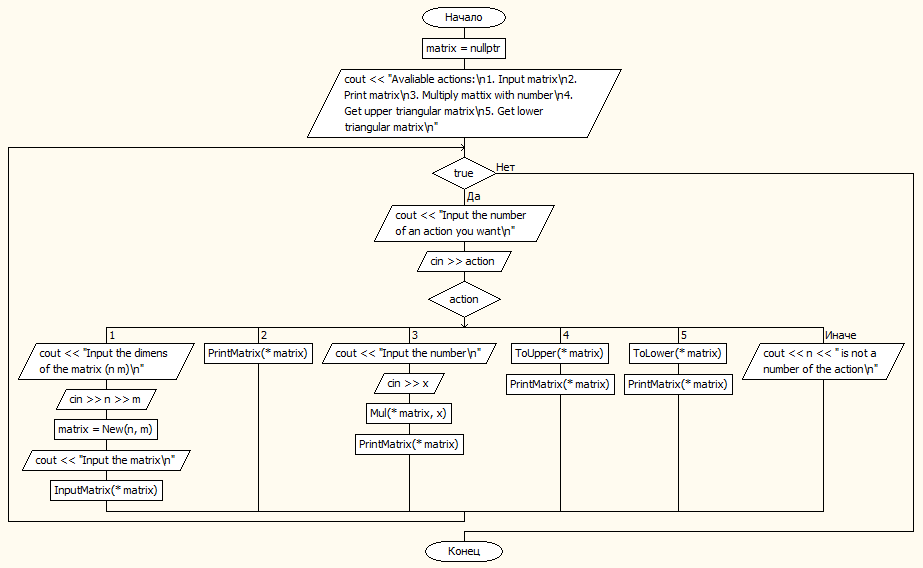 Начало
matrix = nullptr
cout << "Avaliable actions:\n1. Input matrix\n2.
Print matrix\n3. Multiply mattix with number\n4.
Get upper triangular matrix\n5. Get lower
triangular matrix\n"
true
Нет
Да
cout << "Input the number
of an action you want\n"
cin >> action
action
1
2
3
4
5
Иначе
cout << "Input the dimens
of the matrix (n m)\n"
cin >> n >> m
matrix = New(n, m)
cout << "Input the matrix\n"
InputMatrix(* matrix)
PrintMatrix(* matrix)
cout << "Input the number\n"
cin >> x
Mul(* matrix, x)
PrintMatrix(* matrix)
ToUpper(* matrix)
PrintMatrix(* matrix)
ToLower(* matrix)
PrintMatrix(* matrix)
cout << n << " is not a
number of the action\n"
Конец